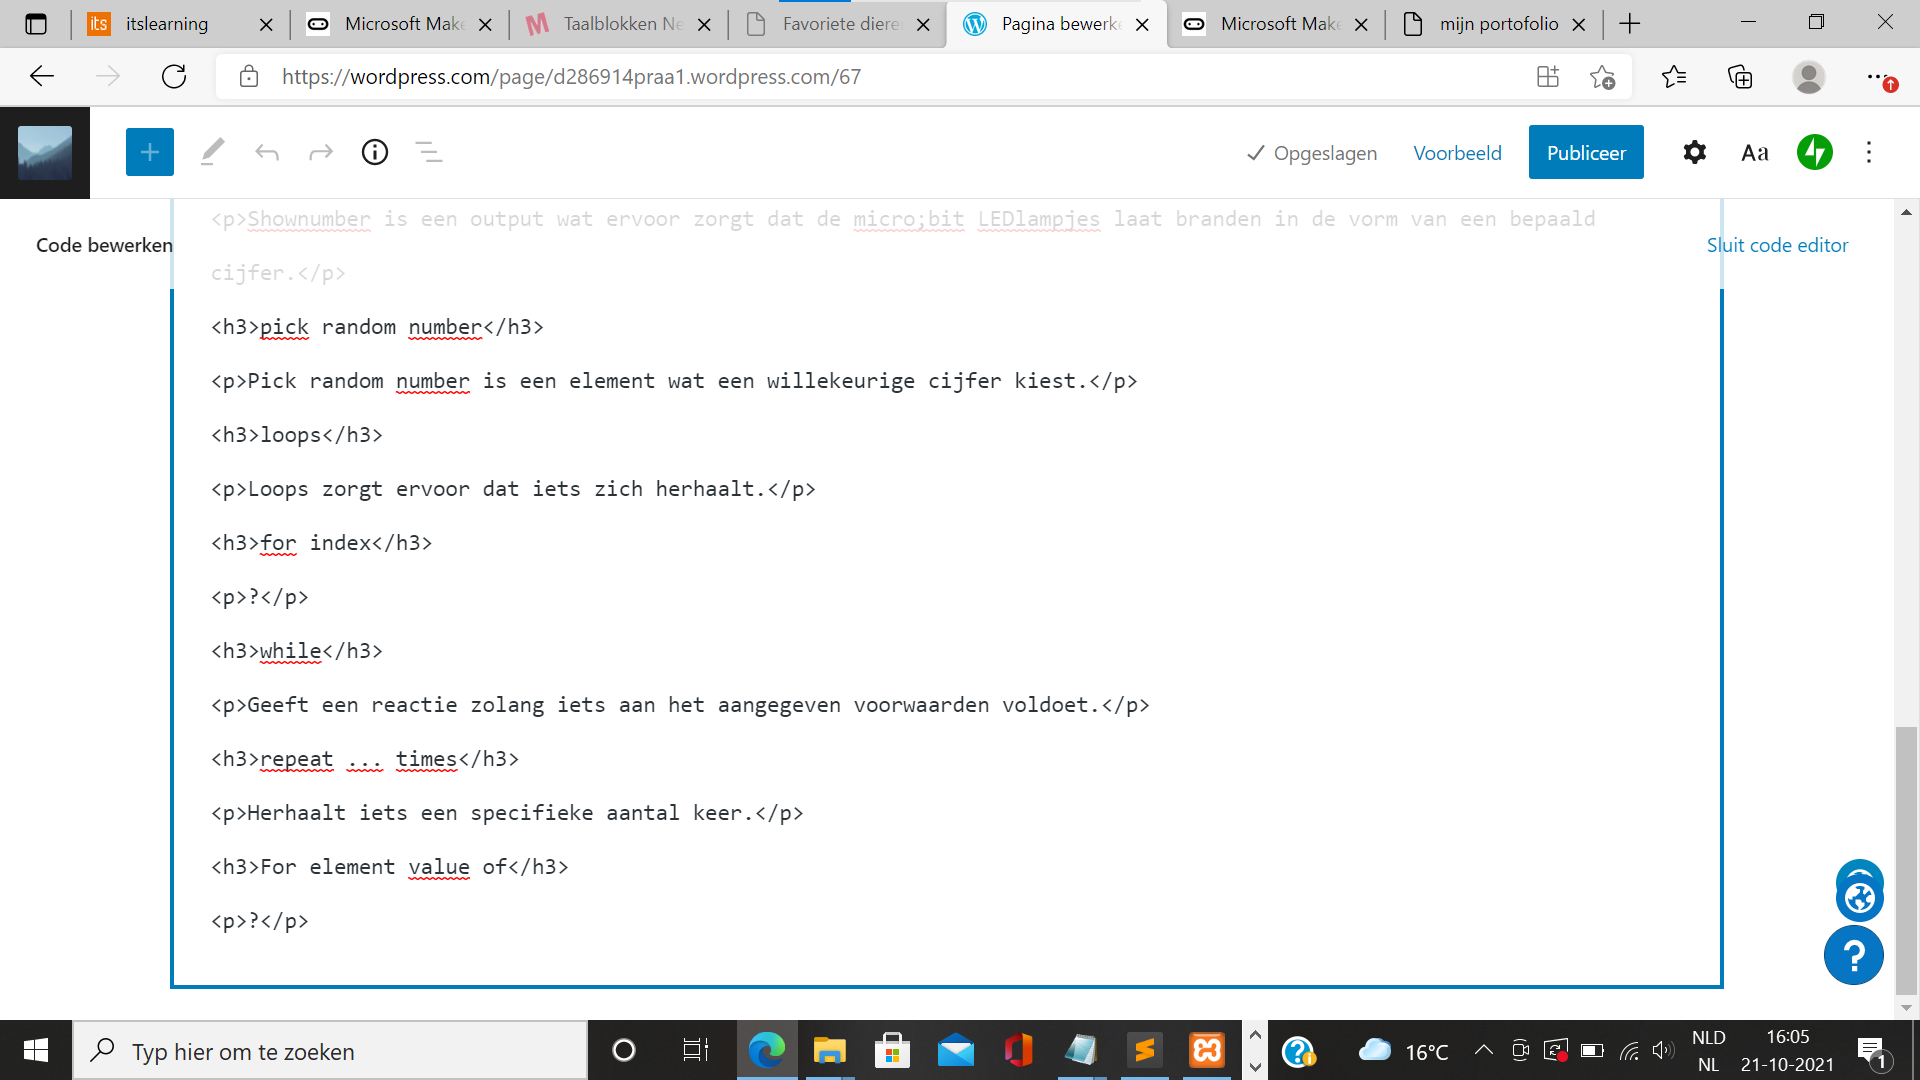 itslearning
Microsoft Make
Taalblokken Ne
Favoriete diere
Pagina bewerke
Microsoft Make
mijn portofolio
https://wordpress.com/page/d286914praa1.wordpress.com/67
Opgeslagen
Voorbeeld
Publiceer
Aa
Code bewerken
Sluit code editor
<p>Shownumber is een output wat ervoor zorgt dat de micro;bit LEDlampjes laat branden in de vorm van een bepaald
cijfer.</p>
<h3>pick random number</h3>
<p>Pick random number is een element wat een willekeurige cijfer kiest.</p>
<h3>loops</h3>
<p>Loops zorgt ervoor dat iets zich herhaalt.</p>
<h3>for index</h3>
<p>?</p>
<h3>while</h3>
<p>Geeft een reactie zolang iets aan het aangegeven voorwaarden voldoet.</p>
<h3>repeat ... times</h3>
<p>Herhaalt iets een specifieke aantal keer.</p>
<h3>For element value of</h3>
<p>?</p>
Typ hier om te zoeken
16°C
NLD
NL
16:05
21-10-2021
1